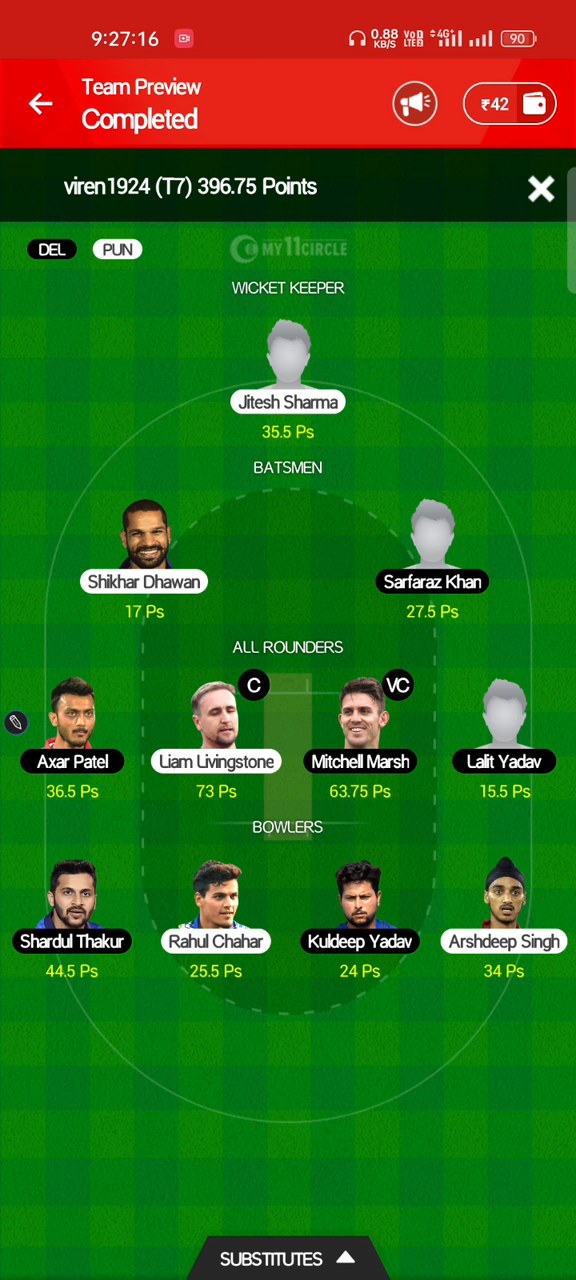 9:27:16 0.88 KB/S VoD LTE2 4G 90
Team Preview
Completed
₹42
viren1924 (T7) 396.75 Points
DEL PUN MY11CIRCLE
WICKET KEEPER
Jitesh Sharma
35.5 Ps
BATSMEN
Shikhar Dhawan Sarfaraz Khan
17 Ps 27.5 Ps
ALL ROUNDERS
C VC
Axar Patel Liam Livingstone Mitchell Marsh Lalit Yadav
36.5 Ps 73 Ps 63.75 Ps 15.5 Ps
BOWLERS
Shardul Thakur Rahul Chahar Kuldeep Yadav Arshdeep Singh
44.5 Ps 25.5 Ps 24 Ps 34 Ps
SUBSTITUTES